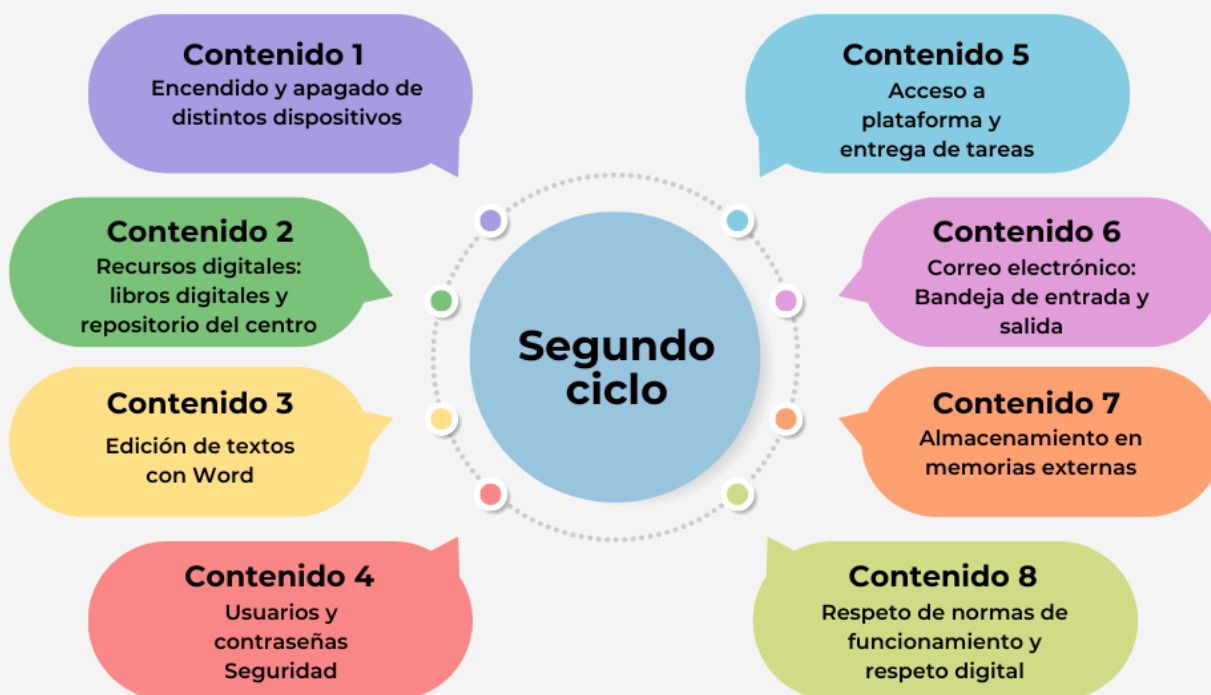 Contenido 1
Encendido y apagado de
distintos dispositivos
Contenido 2
Recursos digitales:
libros digitales y
repositorio del centro
Contenido 3
Edición de textos
con Word
Contenido 4
Usuarios y
contraseñas
Seguridad
Segundo
ciclo
Contenido 5
Acceso a
plataforma y
entrega de tareas
Contenido 6
Correo electrónico:
Bandeja de entrada y
salida
Contenido 7
Almacenamiento en
memorias externas
Contenido 8
Respeto de normas de
funcionamiento y
respeto digital